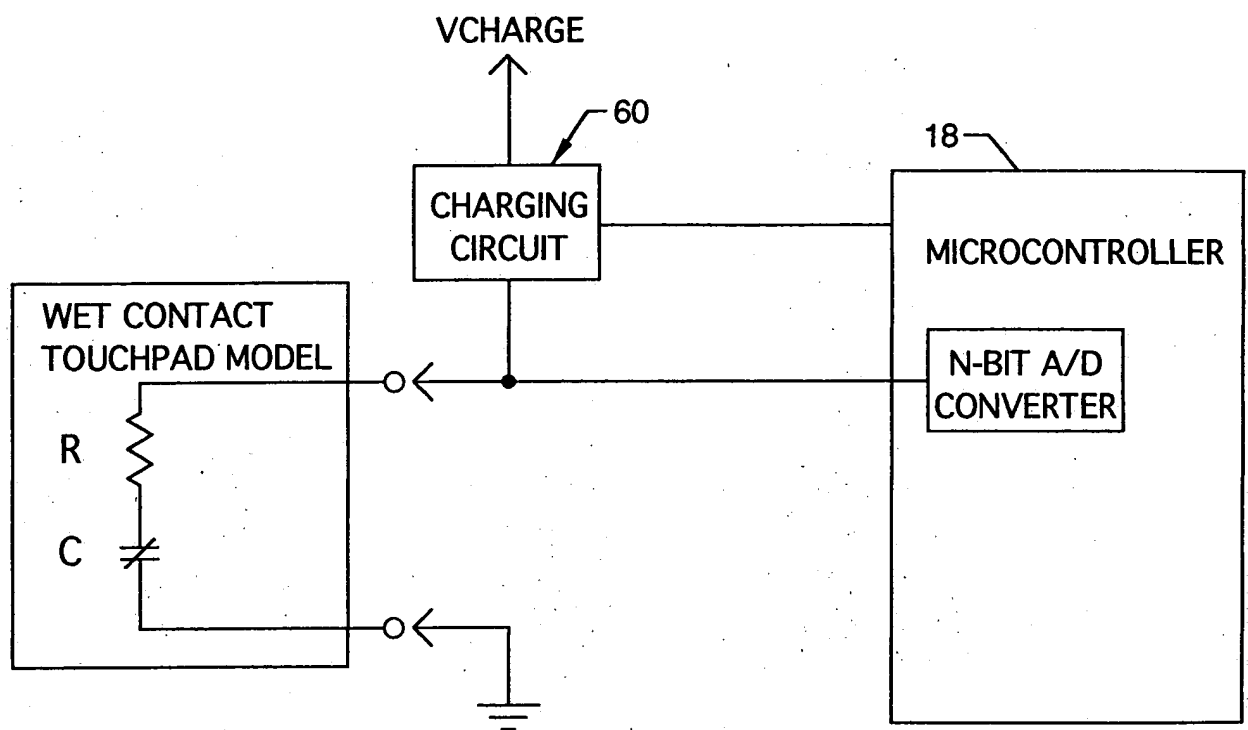 VCHARGE
60
CHARGING
CIRCUIT
18
MICROCONTROLLER
N-BIT A/D
CONVERTER
WET CONTACT
TOUCHPAD MODEL
R
C